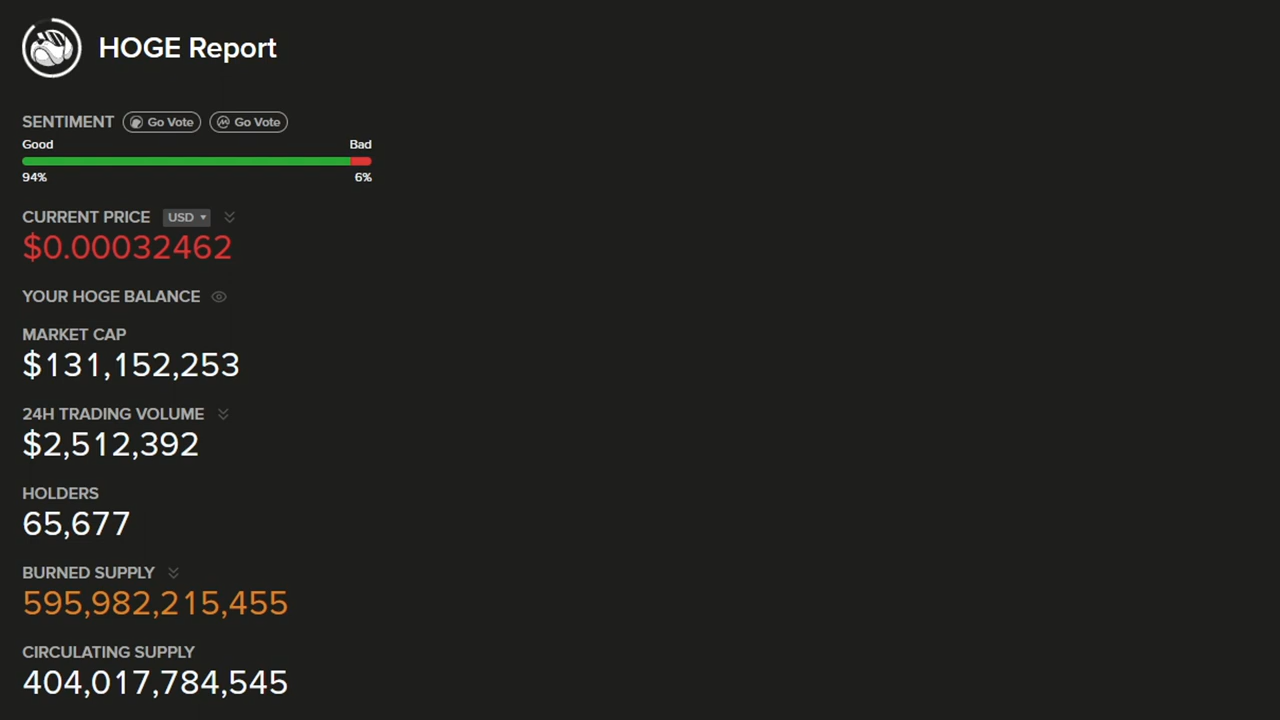 HOGE Report
SENTIMENT Go Vote Go Vote
Good Bad
94% 6%
CURRENT PRICE USD
$0.00032462
YOUR HOGE BALANCE
MARKET CAP
$131,152,253
24H TRADING VOLUME
$2,512,392
HOLDERS
65,677
BURNED SUPPLY
595,982,215,455
CIRCULATING SUPPLY
404,017,784,545